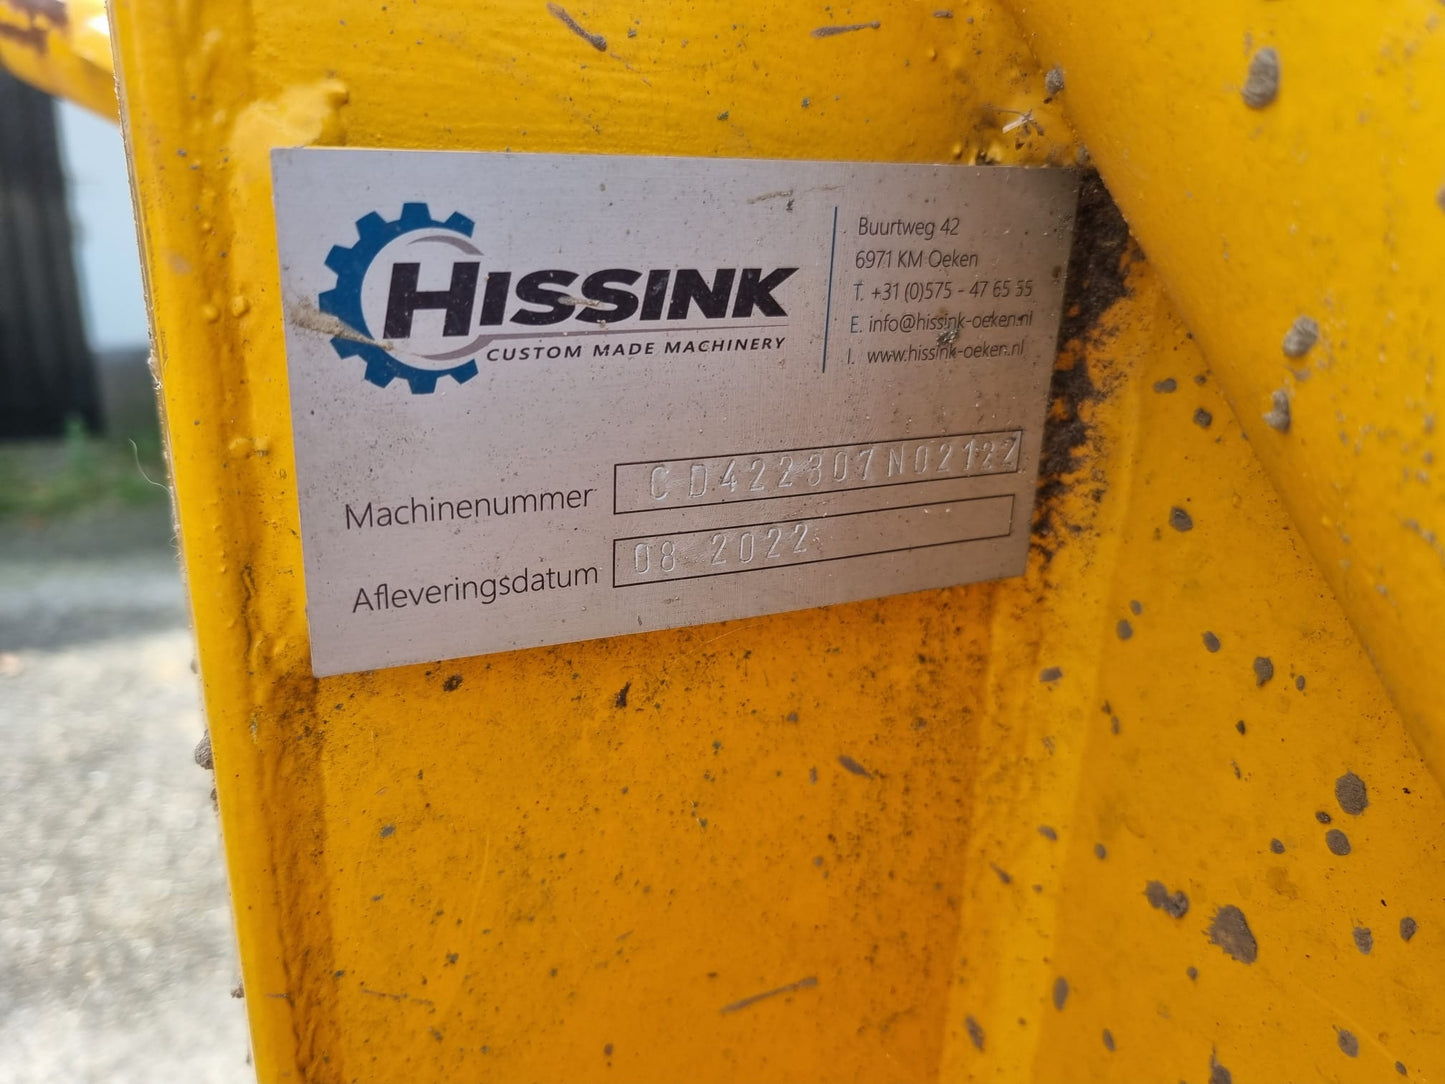 HISSINK
CUSTOM MADE MACHINERY
Buurtweg 42
6971 KM Oeken
T. +31 (0)575 - 47 65 55
E. info@hissink-oeken.nl
I. www.hissink-oeken.nl
Machinenummer CD422307N02122
Afleveringsdatum 08 2022